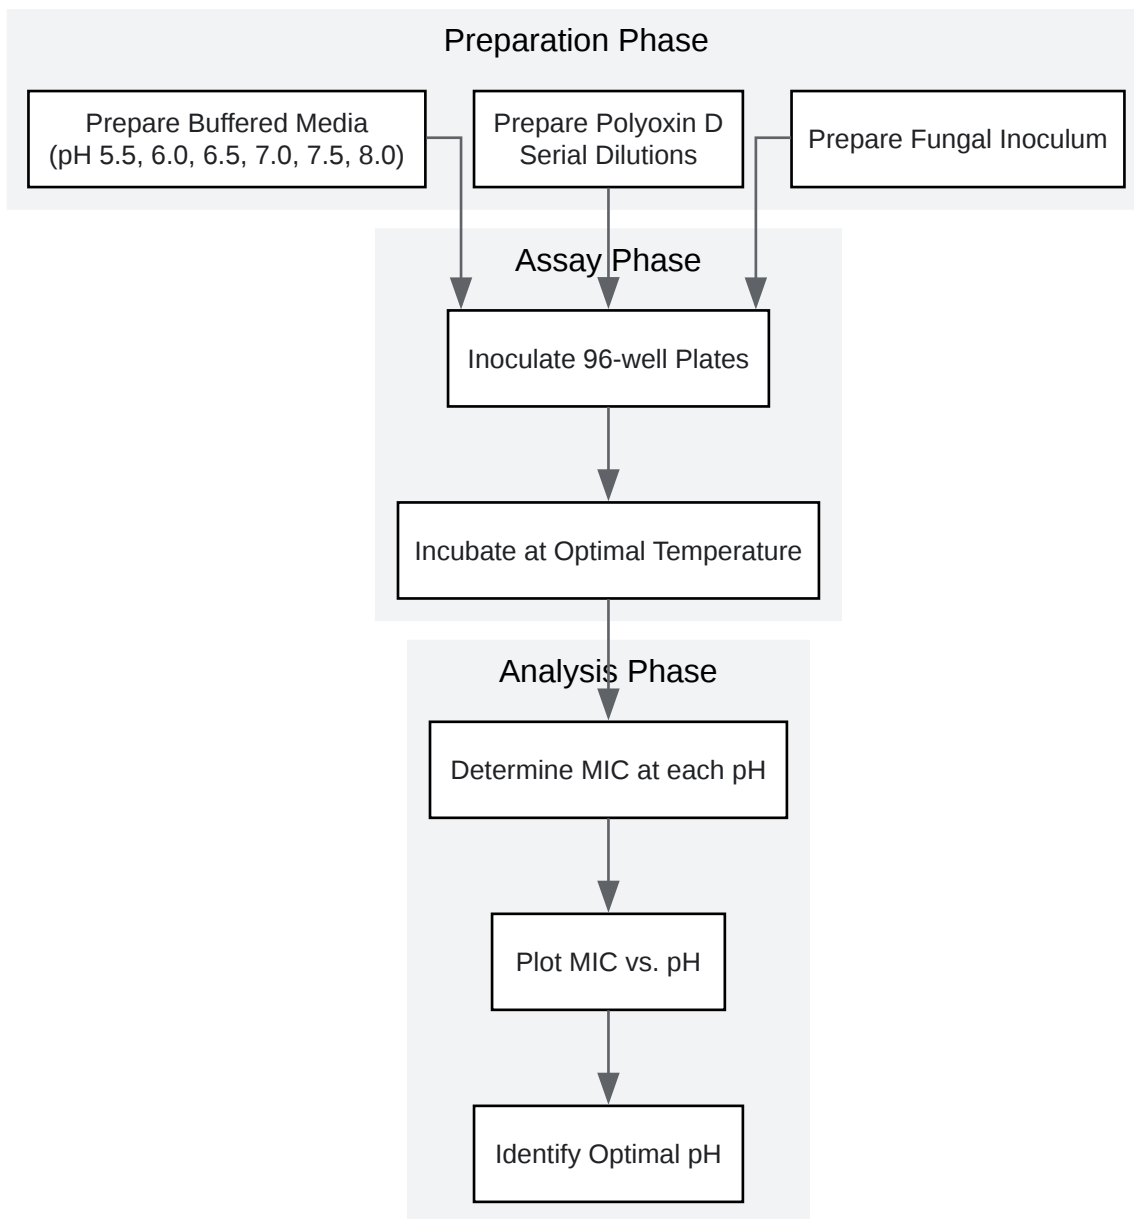 Preparation Phase
Prepare Buffered Media
(pH 5.5, 6.0, 6.5, 7.0, 7.5, 8.0)
Prepare Polyoxin D
Serial Dilutions
Prepare Fungal Inoculum
Assay Phase
Inoculate 96-well Plates
Incubate at Optimal Temperature
Analysis Phase
Determine MIC at each pH
Plot MIC vs. pH
Identify Optimal pH